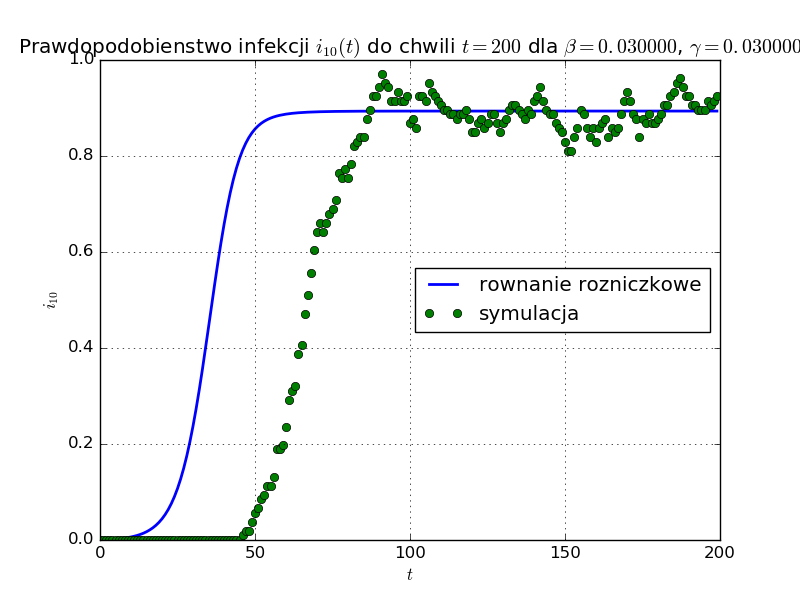 Prawdopodobienstwo infekcji i₁₀(t) do chwili t=200 dla β=0.030000, γ=0.030000
1.0
0.8
0.6
0.4
0.2
0.0
i₁₀
rownanie rozniczkowe
symulacja
0 50 100 150 200
t